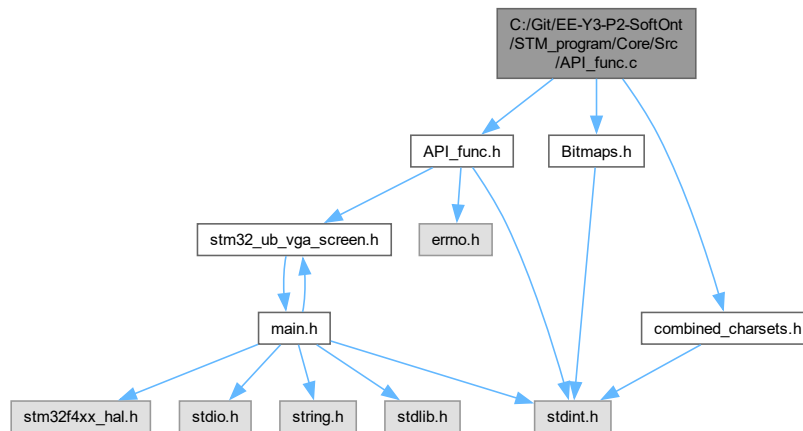 C:/Git/EE-Y3-P2-SoftOnt
/STM_program/Core/Src
/API_func.c
API_func.h
Bitmaps.h
stm32_ub_vga_screen.h
errno.h
main.h
combined_charsets.h
stm32f4xx_hal.h
stdio.h
string.h
stdlib.h
stdint.h